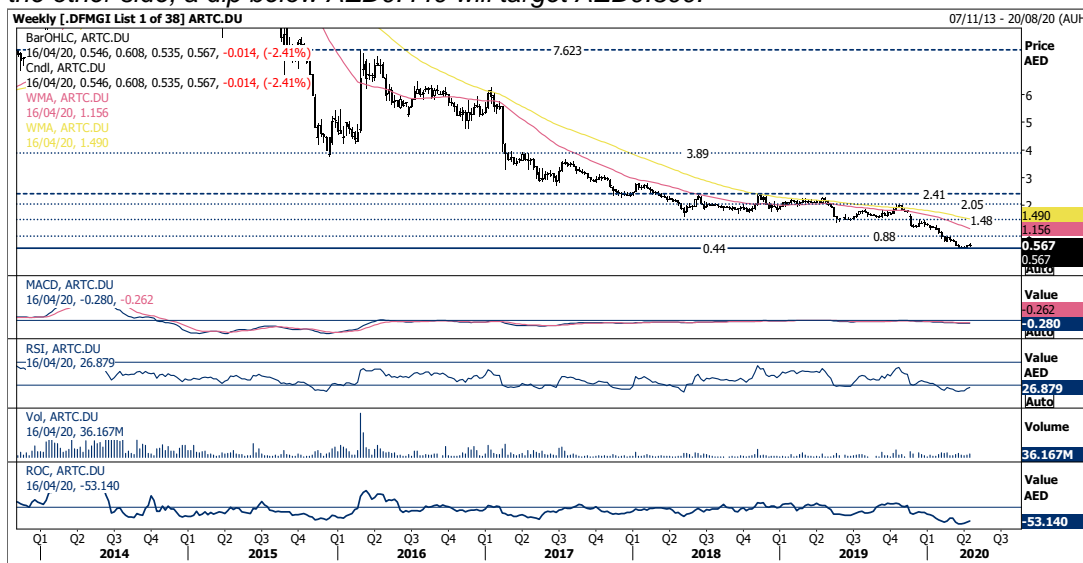 Weekly [.DFMGI List 1 of 38] ARTC.DU
07/11/13 - 20/08/20 (AUH
BarOHLC, ARTC.DU
16/04/20, 0.546, 0.608, 0.535, 0.567, -0.014, (-2.41%)
Cndl, ARTC.DU
16/04/20, 0.546, 0.608, 0.535, 0.567, -0.014, (-2.41%)
WMA, ARTC.DU
16/04/20, 1.156
WMA, ARTC.DU
16/04/20, 1.490
Price
AED
7.623
6
5
4
3.89
3
2.41
2
2.05
1.48
0.88
0.44
1.490
1.156
0.567
0.567
Auto
MACD, ARTC.DU
16/04/20, -0.280, -0.262
Value
-0.262
-0.280
Auto
RSI, ARTC.DU
16/04/20, 26.879
Value
AED
26.879
Auto
Vol, ARTC.DU
16/04/20, 36.167M
Volume
36.167M
ROC, ARTC.DU
16/04/20, -53.140
Value
AED
-53.140
Q1 Q2 Q3 Q4 Q1 Q2 Q3 Q4 Q1 Q2 Q3 Q4 Q1 Q2 Q3 Q4 Q1 Q2 Q3 Q4 Q1 Q2 Q3 Q4 Q1 Q2 Q3
2014 2015 2016 2017 2018 2019 2020